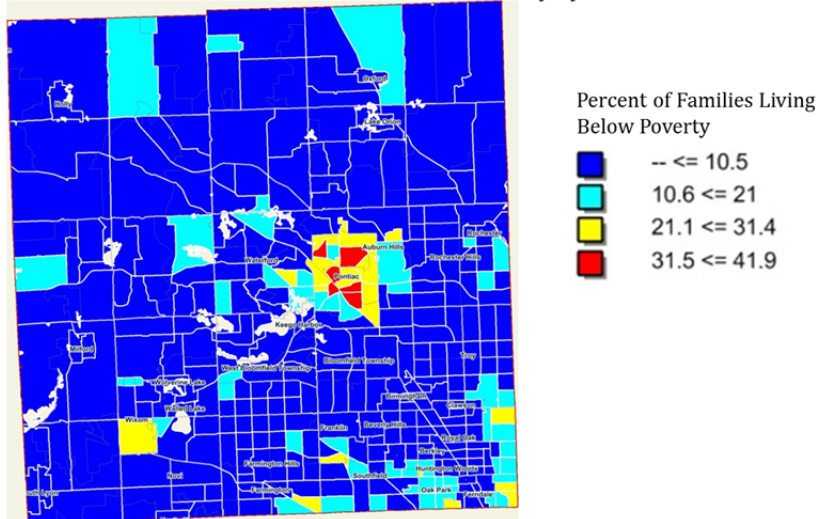 Percent of Families Living
Below Poverty
-- <= 10.5
10.6 <= 21
21.1 <= 31.4
31.5 <= 41.9
Oxford
Holly
Lake Orion
Rochester
Auburn Hills
Rochester Hills
Waterford
Pontiac
Keego Harbor
Milford
Troy
Bloomfield Township
West Bloomfield Township
Wolverine Lake
Birmingham
Walled Lake
Clawson
Wixom
Franklin
Beverly Hills
Royal Oak
Berkley
Farmington Hills
Huntington Woods
Novi
Southfield
Farmington
Oak Park
Ferndale
South Lyon